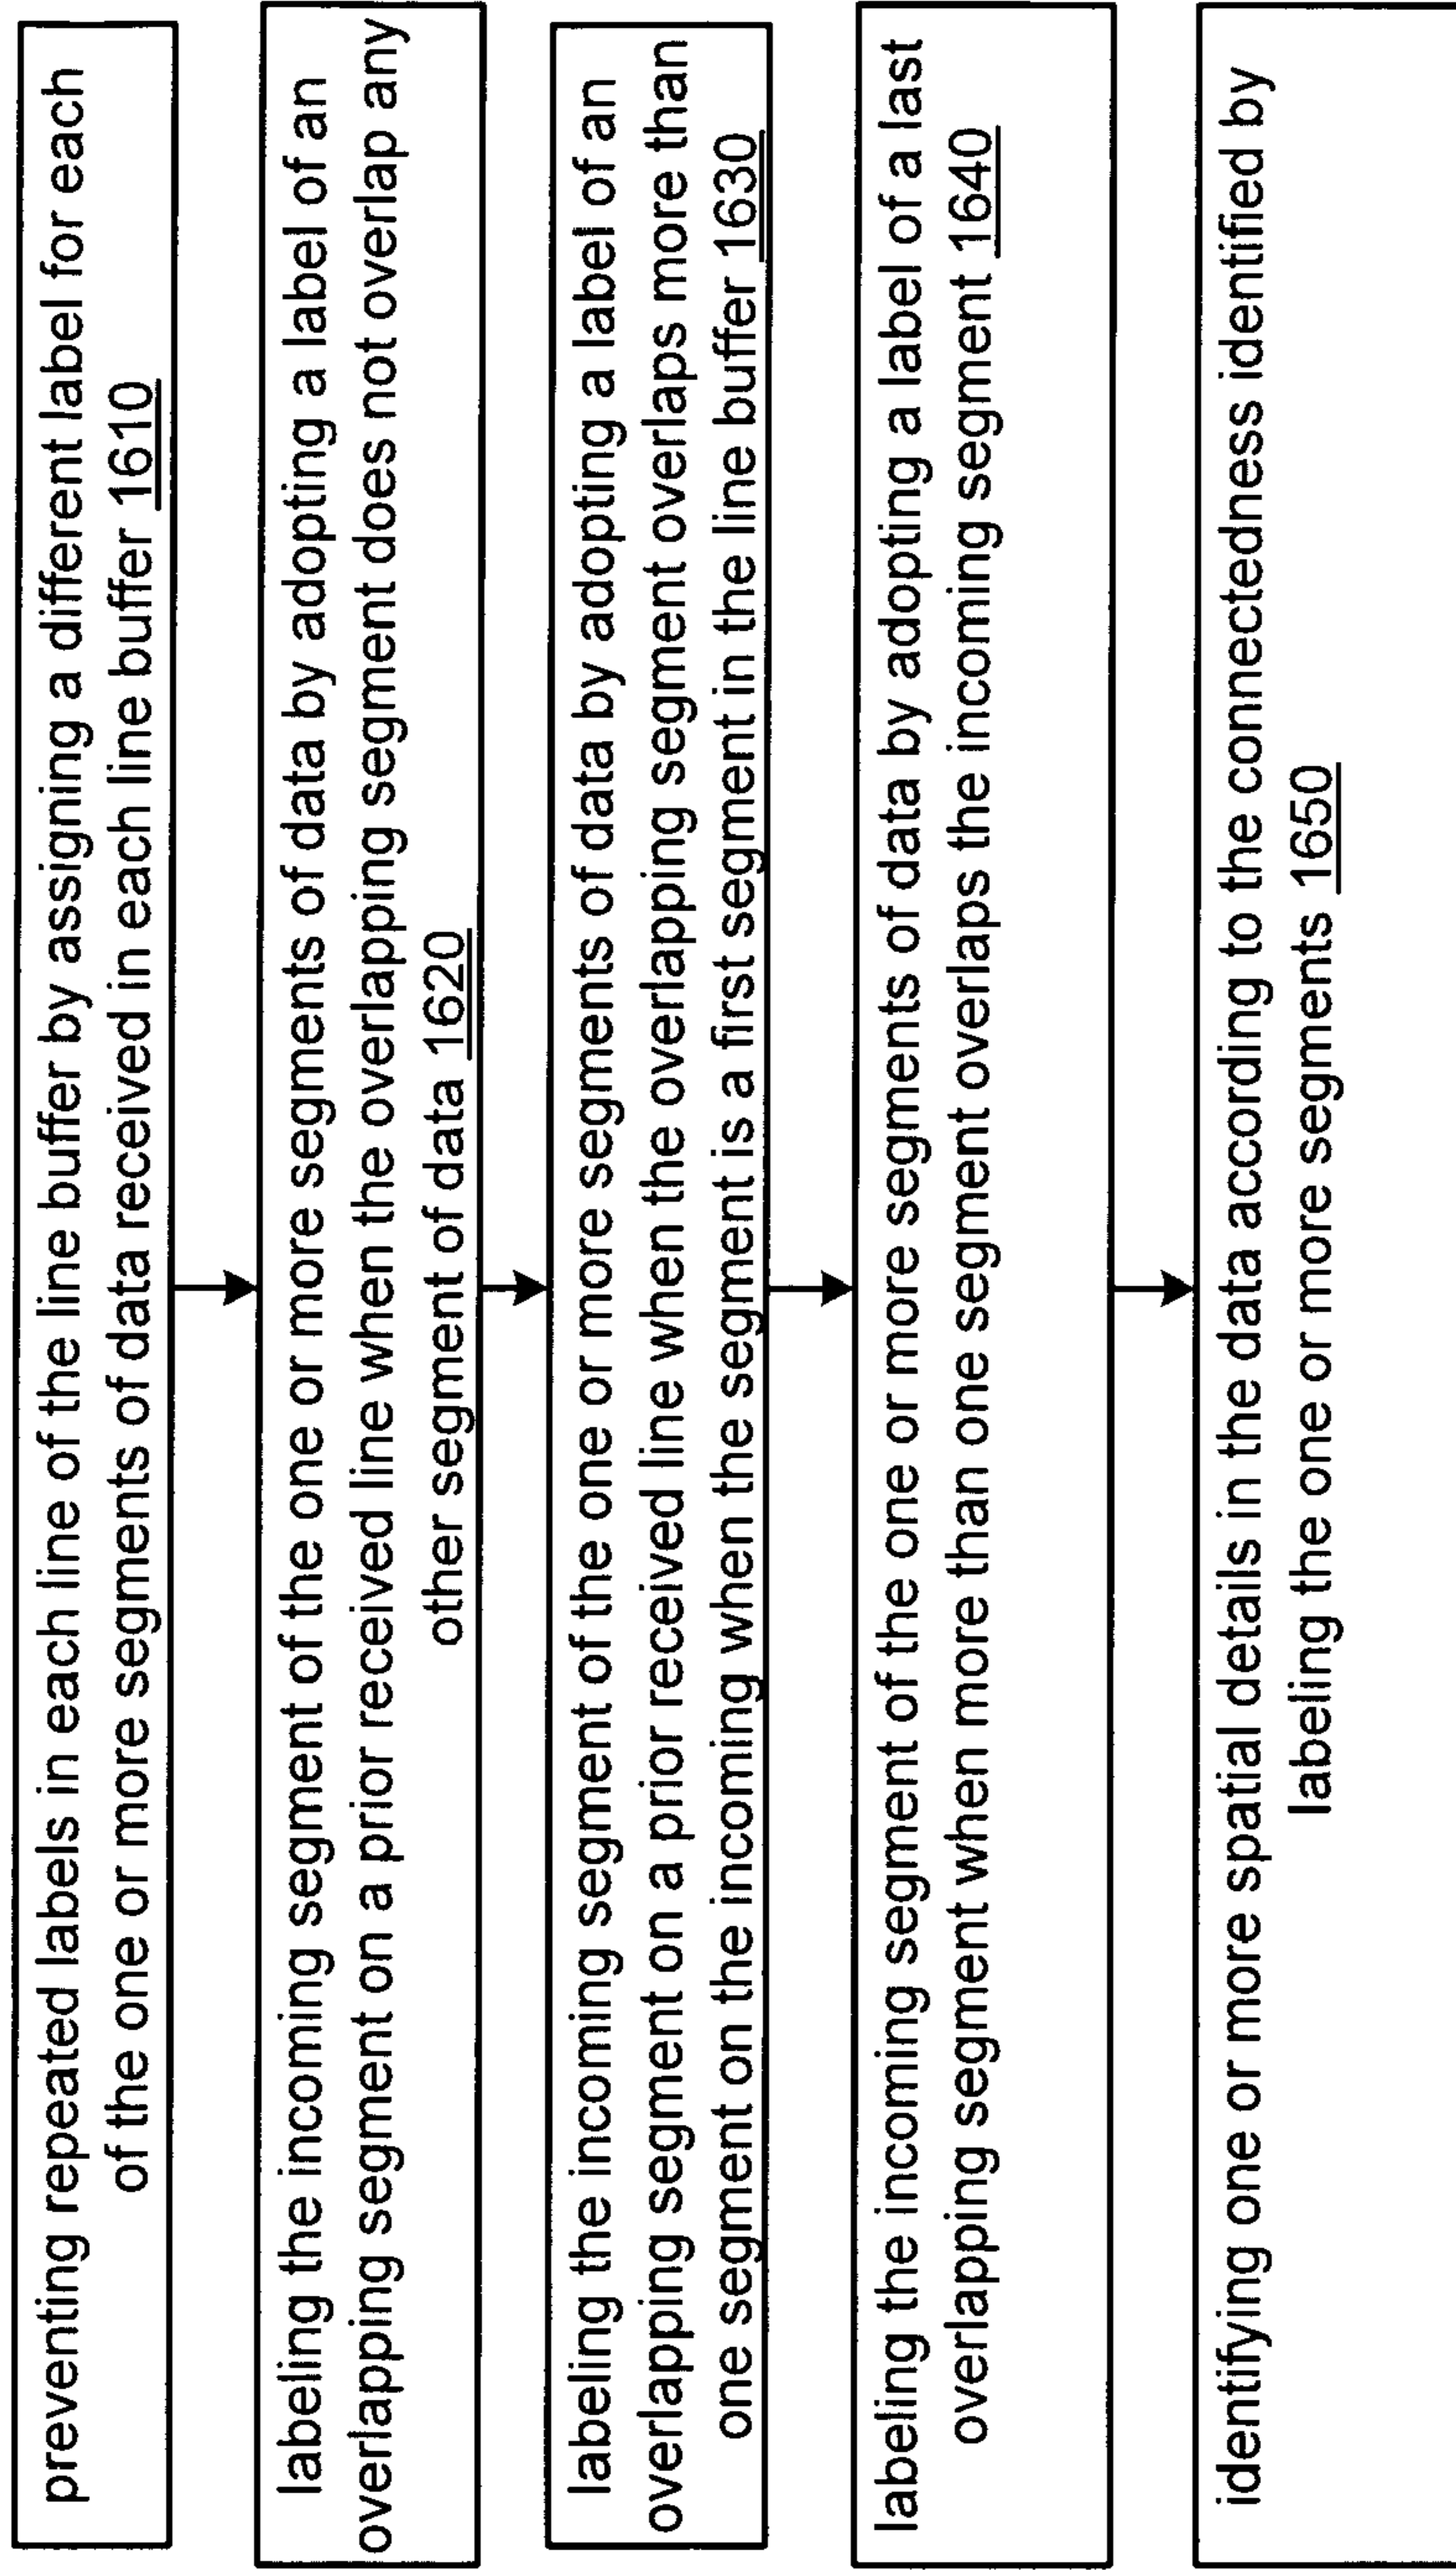 preventing repeated labels in each line of the line buffer by assigning a different label for each
of the one or more segments of data received in each line buffer 1610
labeling the incoming segment of the one or more segments of data by adopting a label of an
overlapping segment on a prior received line when the overlapping segment does not overlap any
other segment of data 1620
labeling the incoming segment of the one or more segments of data by adopting a label of an
overlapping segment on a prior received line when the overlapping segment overlaps more than
one segment on the incoming when the segment is a first segment in the line buffer 1630
labeling the incoming segment of the one or more segments of data by adopting a label of a last
overlapping segment when more than one segment overlaps the incoming segment 1640
identifying one or more spatial details in the data according to the connectedness identified by
labeling the one or more segments 1650